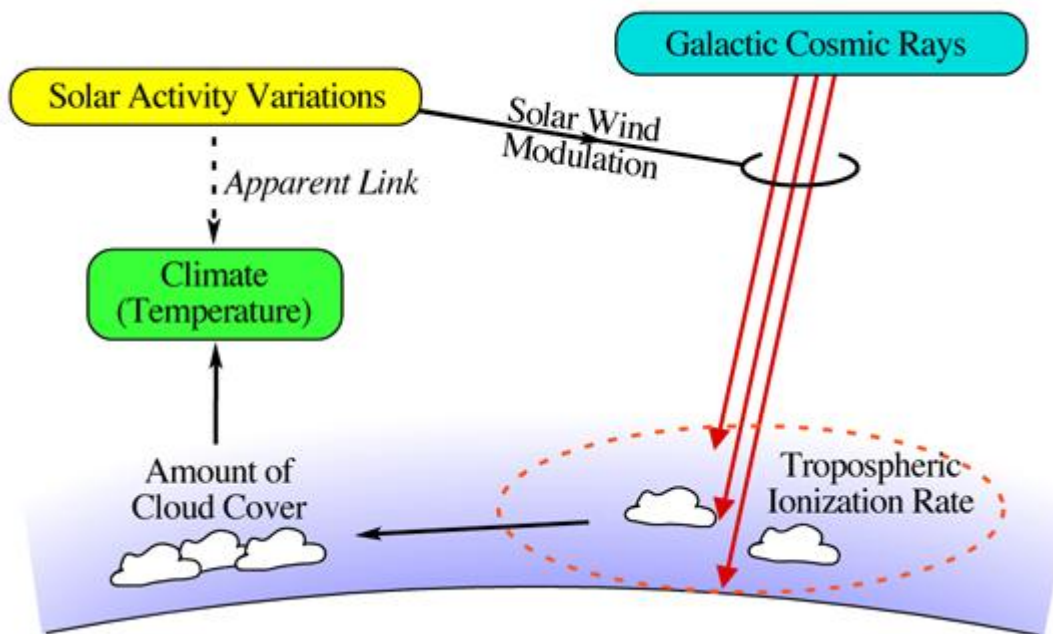 Galactic Cosmic Rays
Solar Activity Variations
Solar Wind
Modulation
Apparent Link
Climate
(Temperature)
Amount of
Cloud Cover
Tropospheric
Ionization Rate